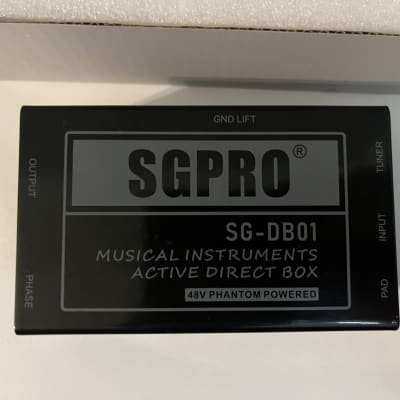 GND LIFT
SGPRO®
SG-DB01
MUSICAL INSTRUMENTS
ACTIVE DIRECT BOX
48V PHANTOM POWERED
OUTPUT
PHASE
TUNER
INPUT
PAD